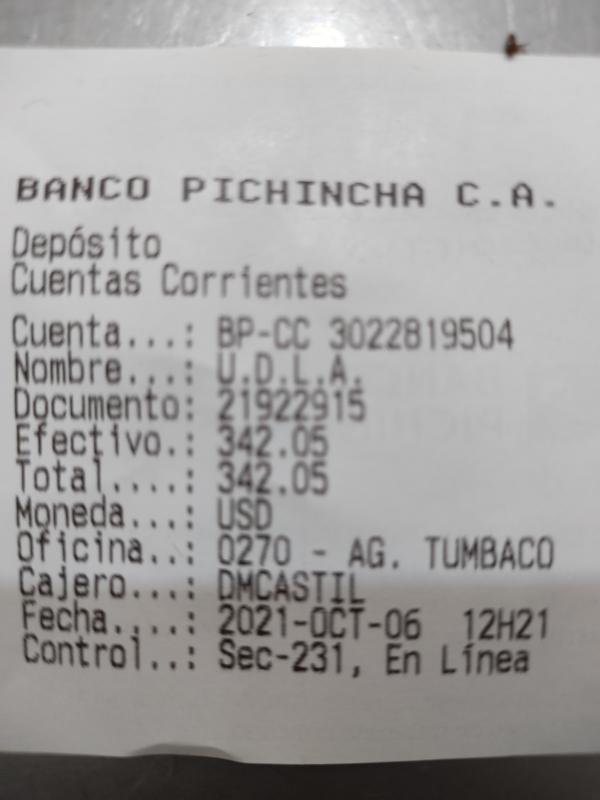 BANCO PICHINCHA C.A.
Depósito
Cuentas Corrientes
Cuenta...: BP-CC 3022819504
Nombre...: U.D.L.A.
Documento: 21922915
Efectivo.: 342.05
Total....: 342.05
Moneda...: USD
Oficina..: 0270 - AG. TUMBACO
Cajero...: DMCASTIL
Fecha....: 2021-OCT-06 12H21
Control..: Sec-231, En Línea